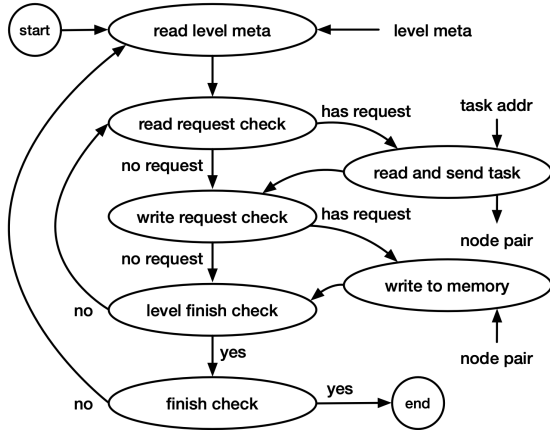 start
read level meta
level meta
read request check
has request
task addr
no request
read and send task
write request check
has request
node pair
no request
write to memory
level finish check
no
yes
node pair
no
finish check
yes
end